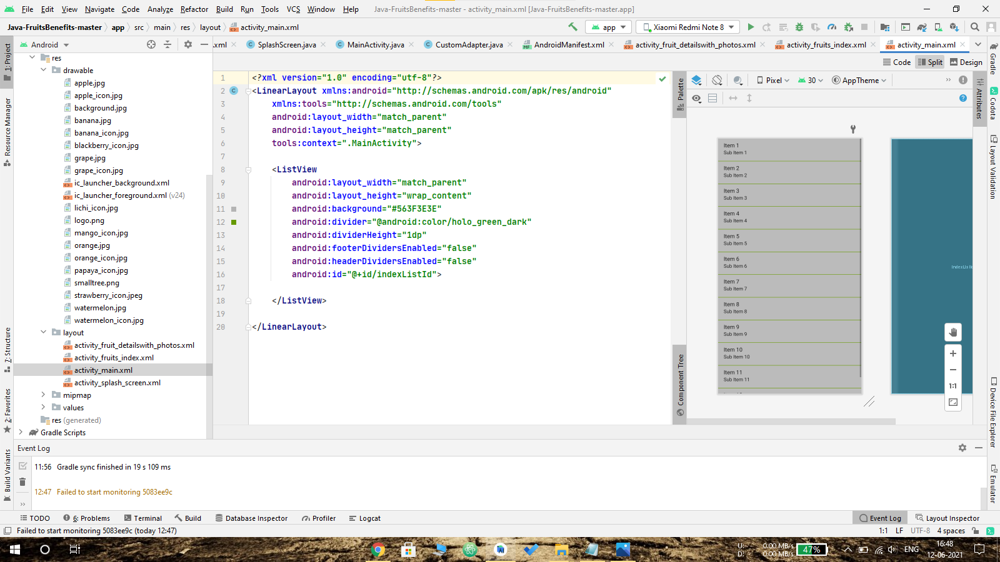 File Edit View Navigate Code Analyze Refactor Build Run Tools VCS Window Help Java-FruitsBenefits-master - activity_main.xml [Java-FruitsBenefits-master.app]
Java-FruitsBenefits-master app src main res layout activity_main.xml app Xiaomi Redmi Note 8
Android .xml SplashScreen.java MainActivity.java CustomAdapter.java AndroidManifest.xml activity_fruit_detailswith_photos.xml activity_fruits_index.xml activity_main.xml
Code Split Design
1: Project
Resource Manager
7: Structure
2: Favorites
Build Variants
res
drawable
apple.jpg
apple_icon.jpg
background.jpg
banana.jpg
banana_icon.jpg
blackberry_icon.jpg
grape.jpg
grape_icon.jpg
ic_launcher_background.xml
ic_launcher_foreground.xml (v24)
lichi_icon.jpg
logo.png
mango_icon.jpg
orange.jpg
orange_icon.jpg
papaya_icon.jpg
smalltree.png
strawberry_icon.jpeg
watermelon.jpg
watermelon_icon.jpg
layout
activity_fruit_detailswith_photos.xml
activity_fruits_index.xml
activity_main.xml
activity_splash_screen.xml
mipmap
values
res (generated)
Gradle Scripts
1 <?xml version="1.0" encoding="utf-8"?>
2 <LinearLayout xmlns:android="http://schemas.android.com/apk/res/android"
3 xmlns:tools="http://schemas.android.com/tools"
4 android:layout_width="match_parent"
5 android:layout_height="match_parent"
6 tools:context=".MainActivity">
7
8 <ListView
9 android:layout_width="match_parent"
10 android:layout_height="wrap_content"
11 android:background="#563F3E3E"
12 android:divider="@android:color/holo_green_dark"
13 android:dividerHeight="1dp"
14 android:footerDividersEnabled="false"
15 android:headerDividersEnabled="false"
16 android:id="@+id/indexListId">
17
18 </ListView>
19
20 </LinearLayout>
Palette
Component Tree
Pixel 30 AppTheme
Item 1
Sub Item 1
Item 2
Sub Item 2
Item 3
Sub Item 3
Item 4
Sub Item 4
Item 5
Sub Item 5
Item 6
Sub Item 6
Item 7
Sub Item 7
Item 8
Sub Item 8
Item 9
Sub Item 9
Item 10
Sub Item 10
Item 11
Sub Item 11
1:1
Attributes
Gradle
Codota
Layout Validation
Device File Explorer
Emulator
Event Log
11:56 Gradle sync finished in 19 s 109 ms
12:47 Failed to start monitoring 5083ee9c
TODO 6: Problems Terminal Build Database Inspector Profiler Logcat Event Log Layout Inspector
Failed to start monitoring 5083ee9c (today 12:47) 1:1 LF UTF-8 4 spaces
U: 0.00 MB/s
D: 0.00 MB/s
47%
ENG
16:48
12-06-2021